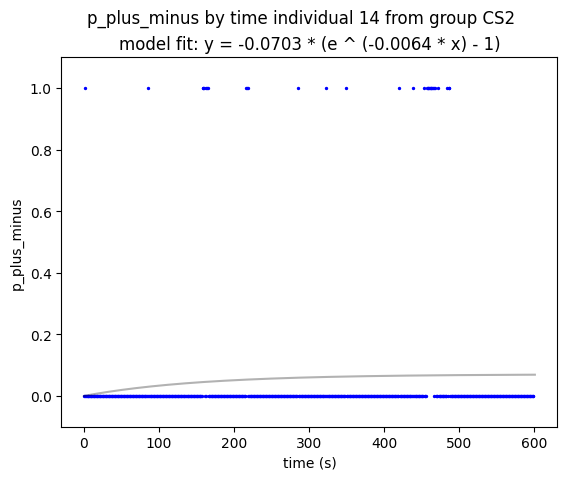 p_plus_minus by time individual 14 from group CS2
model fit: y = -0.0703 * (e ^ (-0.0064 * x) - 1)
1.0
0.8
0.6
0.4
0.2
0.0
p_plus_minus
0 100 200 300 400 500 600
time (s)